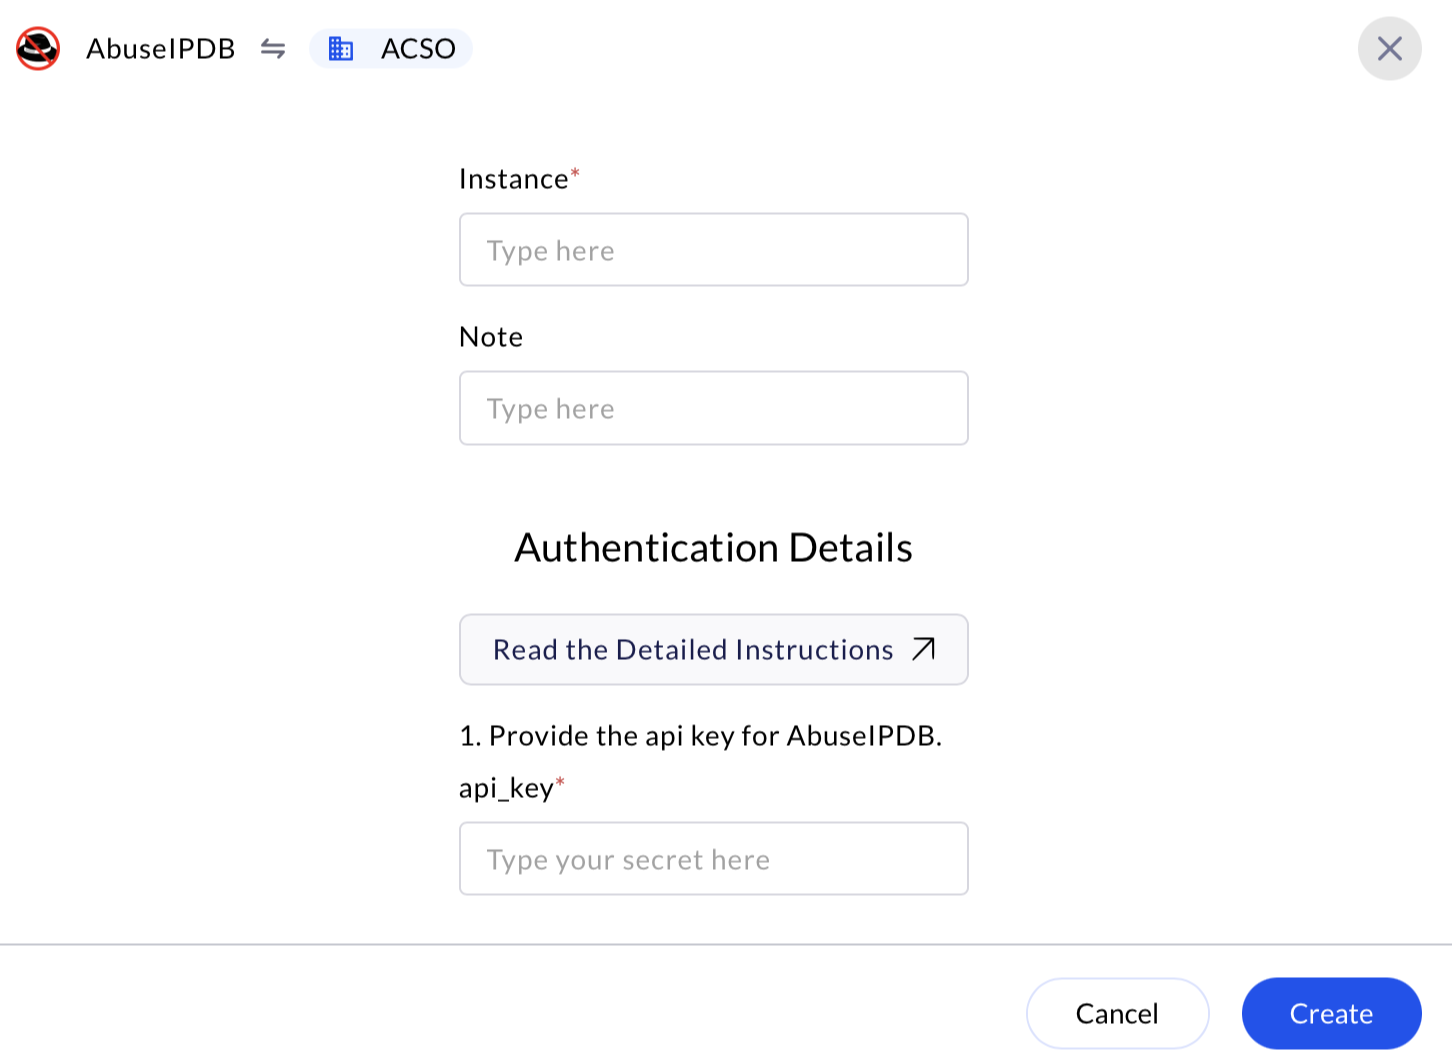 AbuseIPDB ACSO
Instance*
Type here
Note
Type here
Authentication Details
Read the Detailed Instructions
1. Provide the api key for AbuseIPDB.
api_key*
Type your secret here
Cancel Create